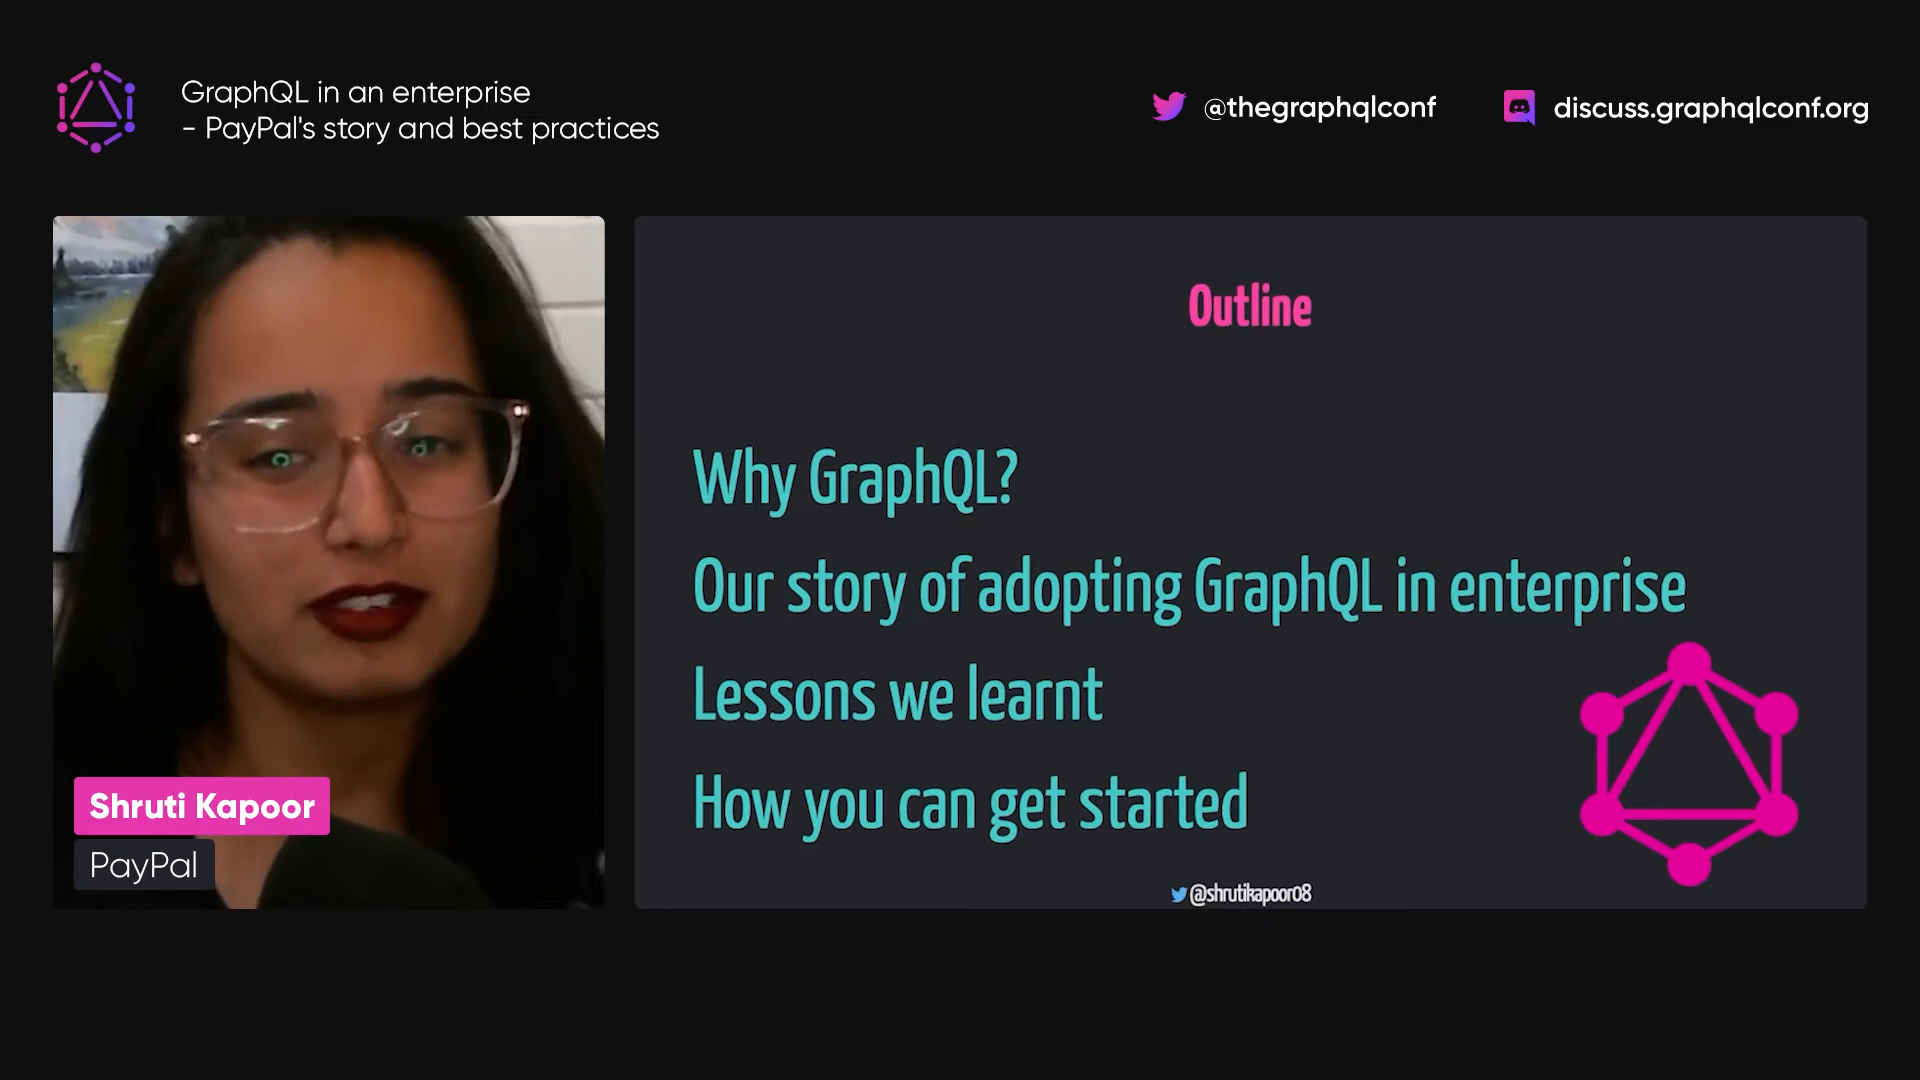 GraphQL in an enterprise
- PayPal's story and best practices
@thegraphqlconf
discuss.graphqlconf.org
Outline
Why GraphQL?
Our story of adopting GraphQL in enterprise
Lessons we learnt
How you can get started
@shrutikapoor08
Shruti Kapoor
PayPal